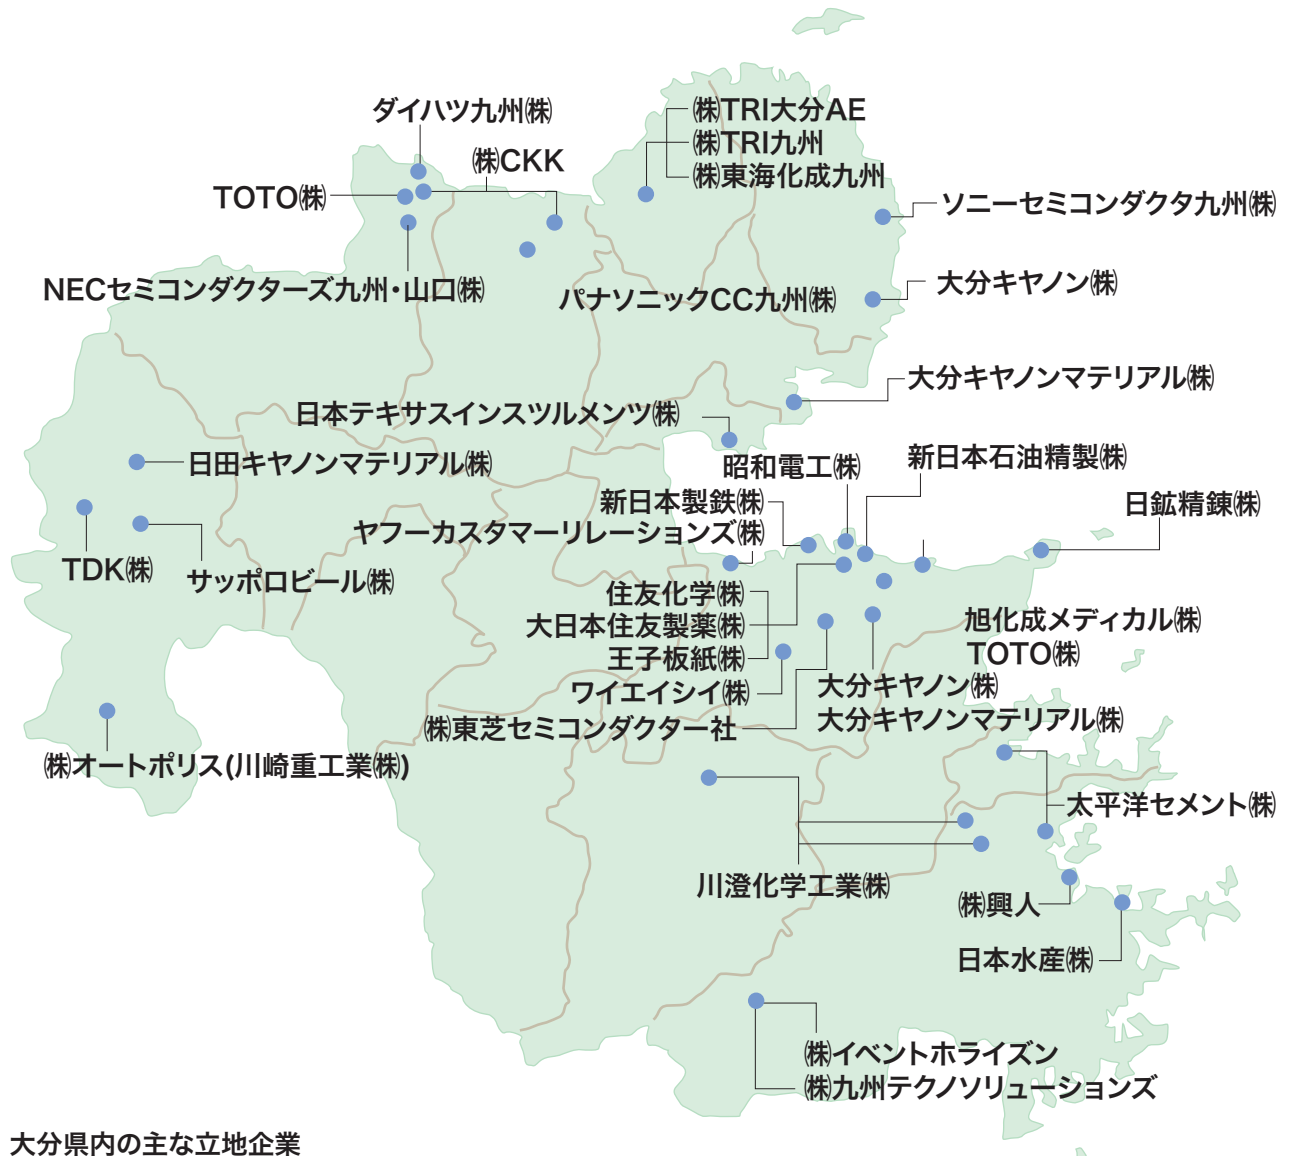 ダイハツ九州㈱
㈱TRI大分AE
㈱TRI九州
㈱東海化成九州
㈱CKK
TOTO㈱
ソニーセミコンダクタ九州㈱
NECセミコンダクターズ九州・山口㈱
パナソニックCC九州㈱
大分キヤノン㈱
大分キヤノンマテリアル㈱
日本テキサスインスツルメンツ㈱
日田キヤノンマテリアル㈱
昭和電工㈱
新日本石油精製㈱
新日本製鉄㈱
日鉱精錬㈱
ヤフーカスタマーリレーションズ㈱
TDK㈱
サッポロビール㈱
住友化学㈱
大日本住友製薬㈱
王子板紙㈱
旭化成メディカル㈱
TOTO㈱
ワイエイシイ㈱
大分キヤノン㈱
大分キヤノンマテリアル㈱
㈱東芝セミコンダクター社
㈱オートポリス(川崎重工業㈱)
太平洋セメント㈱
川澄化学工業㈱
㈱興人
日本水産㈱
㈱イベントホライズン
㈱九州テクノソリューションズ
大分県内の主な立地企業